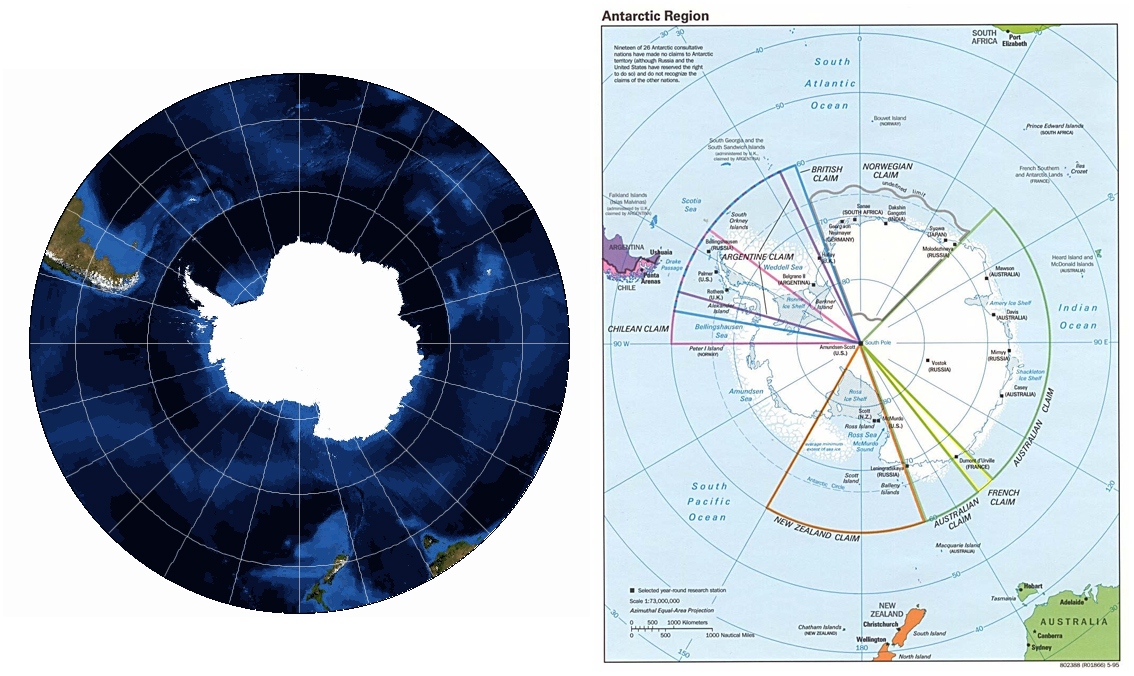 Antarctic Region
Nineteen of 26 Antarctic consultative
nations have made no claims to Antarctic
territory (although Russia and the
United States have reserved the right
to do so) and do not recognize the
claims of the other nations.
30
30
40
0
SOUTH
AFRICA
Port
Elizabeth
South
Atlantic
Ocean
50
Bouvet Island
(NORWAY)
Prince Edward Islands
(SOUTH AFRICA)
South Georgia and the
South Sandwich Islands
(administered by U.K.,
claimed by ARGENTINA)
French Southern
and Antarctic Lands
(FRANCE)
Îles
Crozet
60
BRITISH
CLAIM
NORWEGIAN
CLAIM
undefined limit
Falkland Islands
(Islas Malvinas)
(administered by U.K.,
claimed by ARGENTINA)
Scotia
Sea
South
Orkney
Islands
Sanae
(SOUTH AFRICA)
Dakshin
Gangotri
(INDIA)
Georg von
Neumayer
(GERMANY)
Syowa
(JAPAN)
Molodezhnaya
(RUSSIA)
ARGENTINA
Ushuaia
Drake
Passage
Punta
Arenas
CHILE
Bellingshausen
(RUSSIA)
ARGENTINE CLAIM
Halley
(U.K.)
Weddell Sea
Palmer
(U.S.)
Belgrano II
(ARGENTINA)
Rothera
(U.K.)
Alexander
Island
Ronne
Ice Shelf
Berkner
Island
80
Mawson
(AUSTRALIA)
Heard Island and
McDonald Islands
(AUSTRALIA)
Amery Ice Shelf
Davis
(AUSTRALIA)
Indian
Ocean
CHILEAN CLAIM
Bellingshausen
Sea
90 W
Peter I Island
(NORWAY)
Amundsen-Scott
(U.S.)
South Pole
90 E
Vostok
(RUSSIA)
Mirnyy
(RUSSIA)
Shackleton
Ice Shelf
Casey
(AUSTRALIA)
Amundsen
Sea
Ross
Ice Shelf
80
Scott
(N.Z.)
McMurdo
(U.S.)
Ross Island
Ross Sea
McMurdo
Sound
average minimum
extent of sea ice
AUSTRALIAN CLAIM
Dumont d'Urville
(FRANCE)
Leningradskaya
(RUSSIA)
70
Antarctic Circle
Scott
Island
Balleny
Islands
South
Pacific
Ocean
120
FRENCH
CLAIM
60
AUSTRALIAN
CLAIM
NEW ZEALAND CLAIM
Macquarie Island
(AUSTRALIA)
50
Selected year-round research station
Scale 1:73,000,000
Azimuthal Equal-Area Projection
0 500 1000 Kilometers
0 500 1000 Nautical Miles
Hobart
Tasmania
Adelaide
AUSTRALIA
Canberra
Sydney
NEW
ZEALAND
Christchurch
South Island
Chatham Islands
(NEW ZEALAND)
Wellington
180
North Island
40
30
30
150
802388 (R01866) 5-95